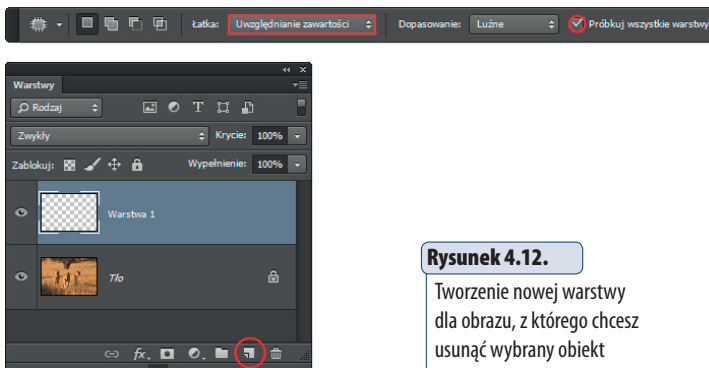 Łatka: Uwzględnianie zawartości Dopasowanie: Luźne Próbkuj wszystkie warstwy
Warstwy
Rodzaj T
Zwykły Krycie: 100%
Zablokuj: Wypełnienie: 100%
Warstwa 1
Tło
fx.
Rysunek 4.12.
Tworzenie nowej warstwy
dla obrazu, z którego chcesz
usunąć wybrany obiekt